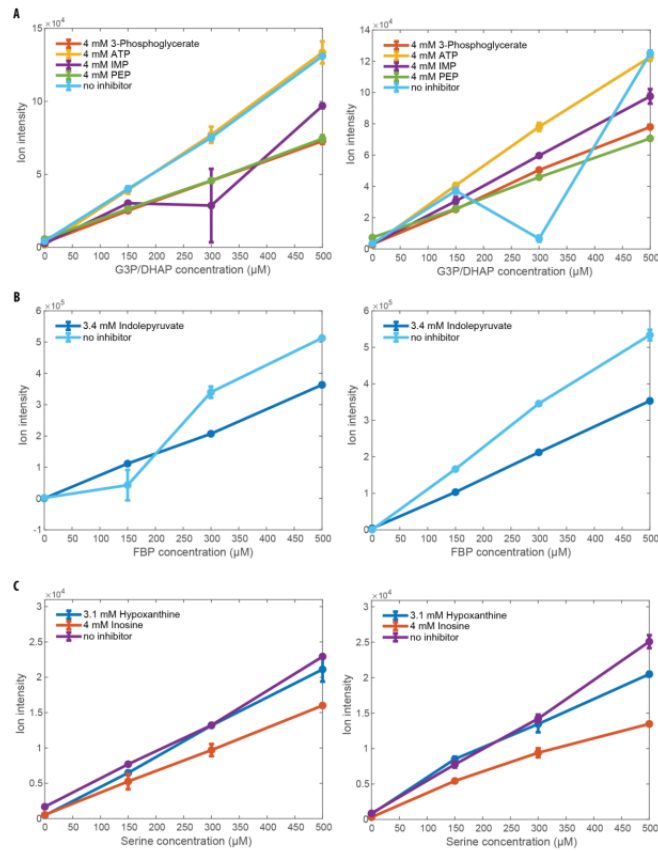 A
×10⁴
15
10
5
0
Ion intensity
4 mM 3-Phosphoglycerate
4 mM ATP
4 mM IMP
4 mM PEP
no inhibitor
0 50 100 150 200 250 300 350 400 450 500
G3P/DHAP concentration (µM)
×10⁴
14
12
10
8
6
4
2
0
Ion intensity
4 mM 3-Phosphoglycerate
4 mM ATP
4 mM IMP
4 mM PEP
no inhibitor
0 50 100 150 200 250 300 350 400 450 500
G3P/DHAP concentration (µM)
B
×10⁵
6
5
4
3
2
1
0
-1
Ion intensity
3.4 mM Indolepyruvate
no inhibitor
0 50 100 150 200 250 300 350 400 450 500
FBP concentration (µM)
×10⁵
6
5
4
3
2
1
0
Ion intensity
3.4 mM Indolepyruvate
no inhibitor
0 50 100 150 200 250 300 350 400 450 500
FBP concentration (µM)
C
×10⁴
3
2.5
2
1.5
1
0.5
0
Ion intensity
3.1 mM Hypoxanthine
4 mM Inosine
no inhibitor
0 50 100 150 200 250 300 350 400 450 500
Serine concentration (µM)
×10⁴
3
2.5
2
1.5
1
0.5
0
Ion intensity
3.1 mM Hypoxanthine
4 mM Inosine
no inhibitor
0 50 100 150 200 250 300 350 400 450 500
Serine concentration (µM)